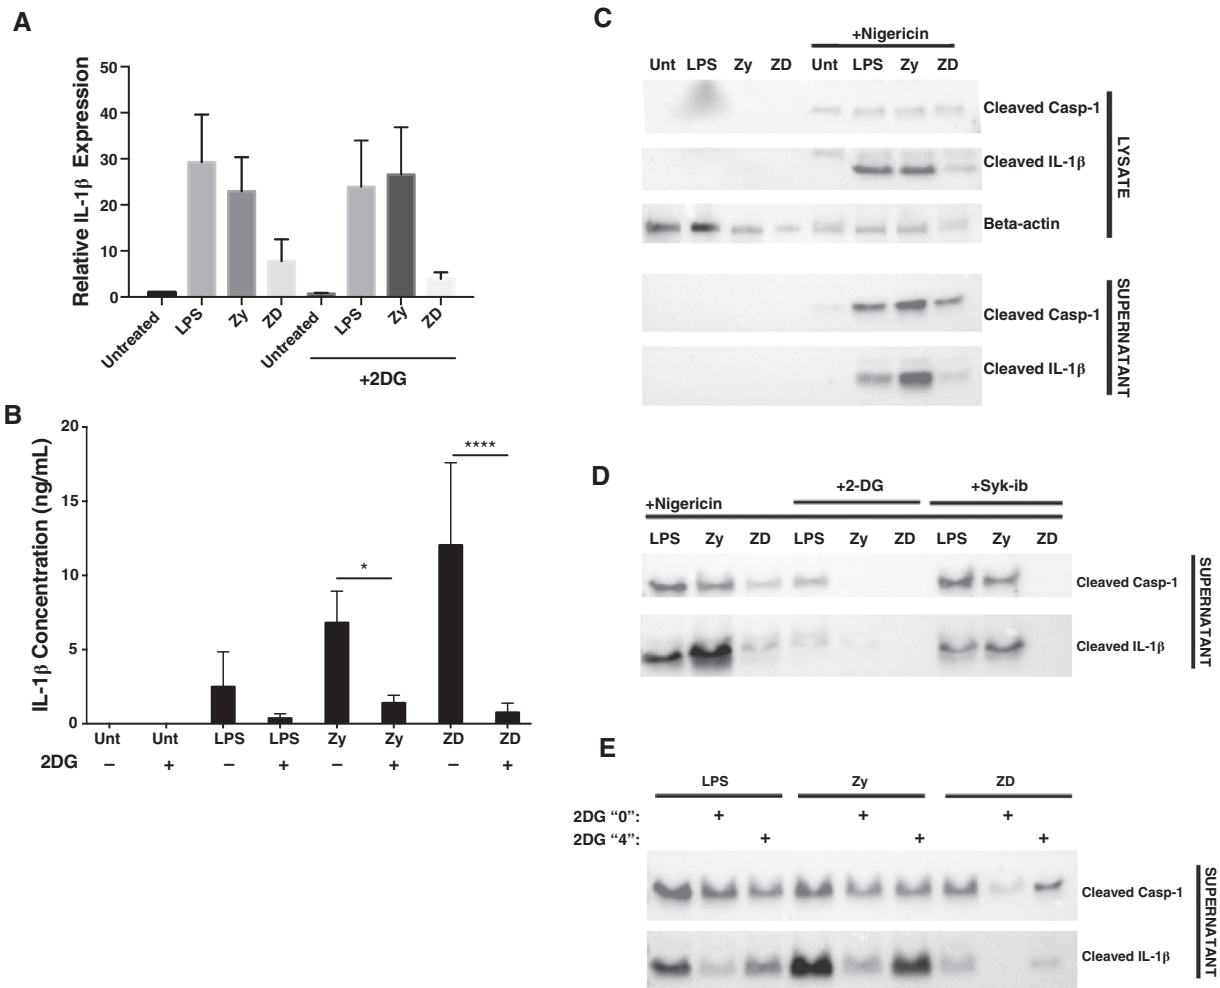 A
Relative IL-1β Expression
50
40
30
20
10
0
Untreated
LPS
Zy
ZD
Untreated
LPS
Zy
ZD
+2DG
B
IL-1β Concentration (ng/mL)
20
15
10
5
0
*
****
Unt Unt LPS LPS Zy Zy ZD ZD
2DG – + – + – + – +
C
+Nigericin
Unt LPS Zy ZD Unt LPS Zy ZD
Cleaved Casp-1
Cleaved IL-1β
Beta-actin
LYSATE
Cleaved Casp-1
Cleaved IL-1β
SUPERNATANT
D
+2-DG +Syk-ib
+Nigericin
LPS Zy ZD LPS Zy ZD LPS Zy ZD
Cleaved Casp-1
Cleaved IL-1β
SUPERNATANT
E
LPS Zy ZD
2DG “0”: + + +
2DG “4”: + + +
Cleaved Casp-1
Cleaved IL-1β
SUPERNATANT